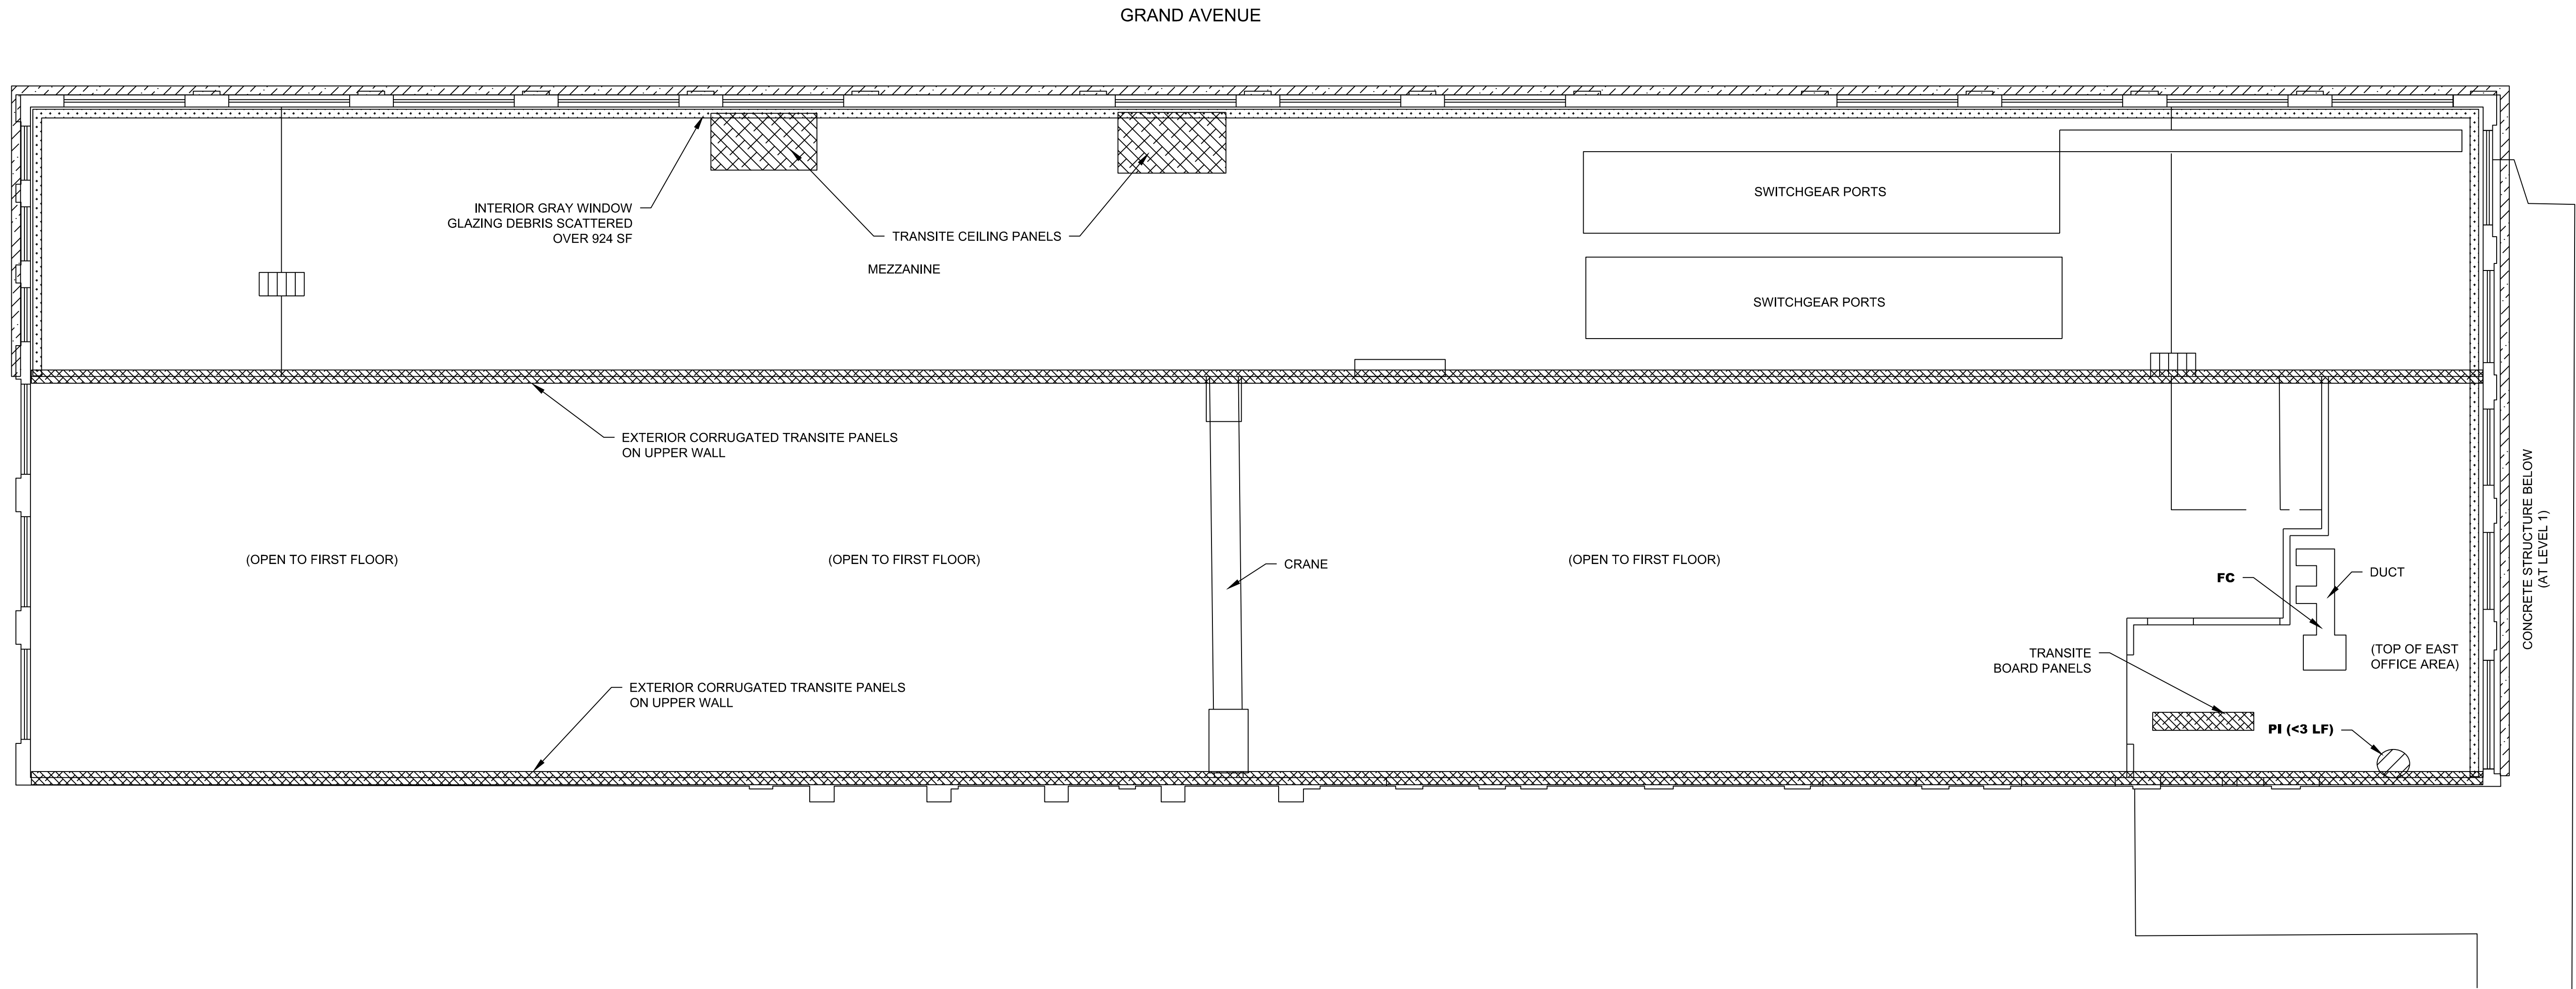 GRAND AVENUE
INTERIOR GRAY WINDOW
GLAZING DEBRIS SCATTERED
OVER 924 SF
TRANSITE CEILING PANELS
MEZZANINE
SWITCHGEAR PORTS
SWITCHGEAR PORTS
EXTERIOR CORRUGATED TRANSITE PANELS
ON UPPER WALL
(OPEN TO FIRST FLOOR)
(OPEN TO FIRST FLOOR)
CRANE
(OPEN TO FIRST FLOOR)
FC
DUCT
CONCRETE STRUCTURE BELOW
(AT LEVEL 1)
TRANSITE
BOARD PANELS
(TOP OF EAST
OFFICE AREA)
EXTERIOR CORRUGATED TRANSITE PANELS
ON UPPER WALL
PI (<3 LF)